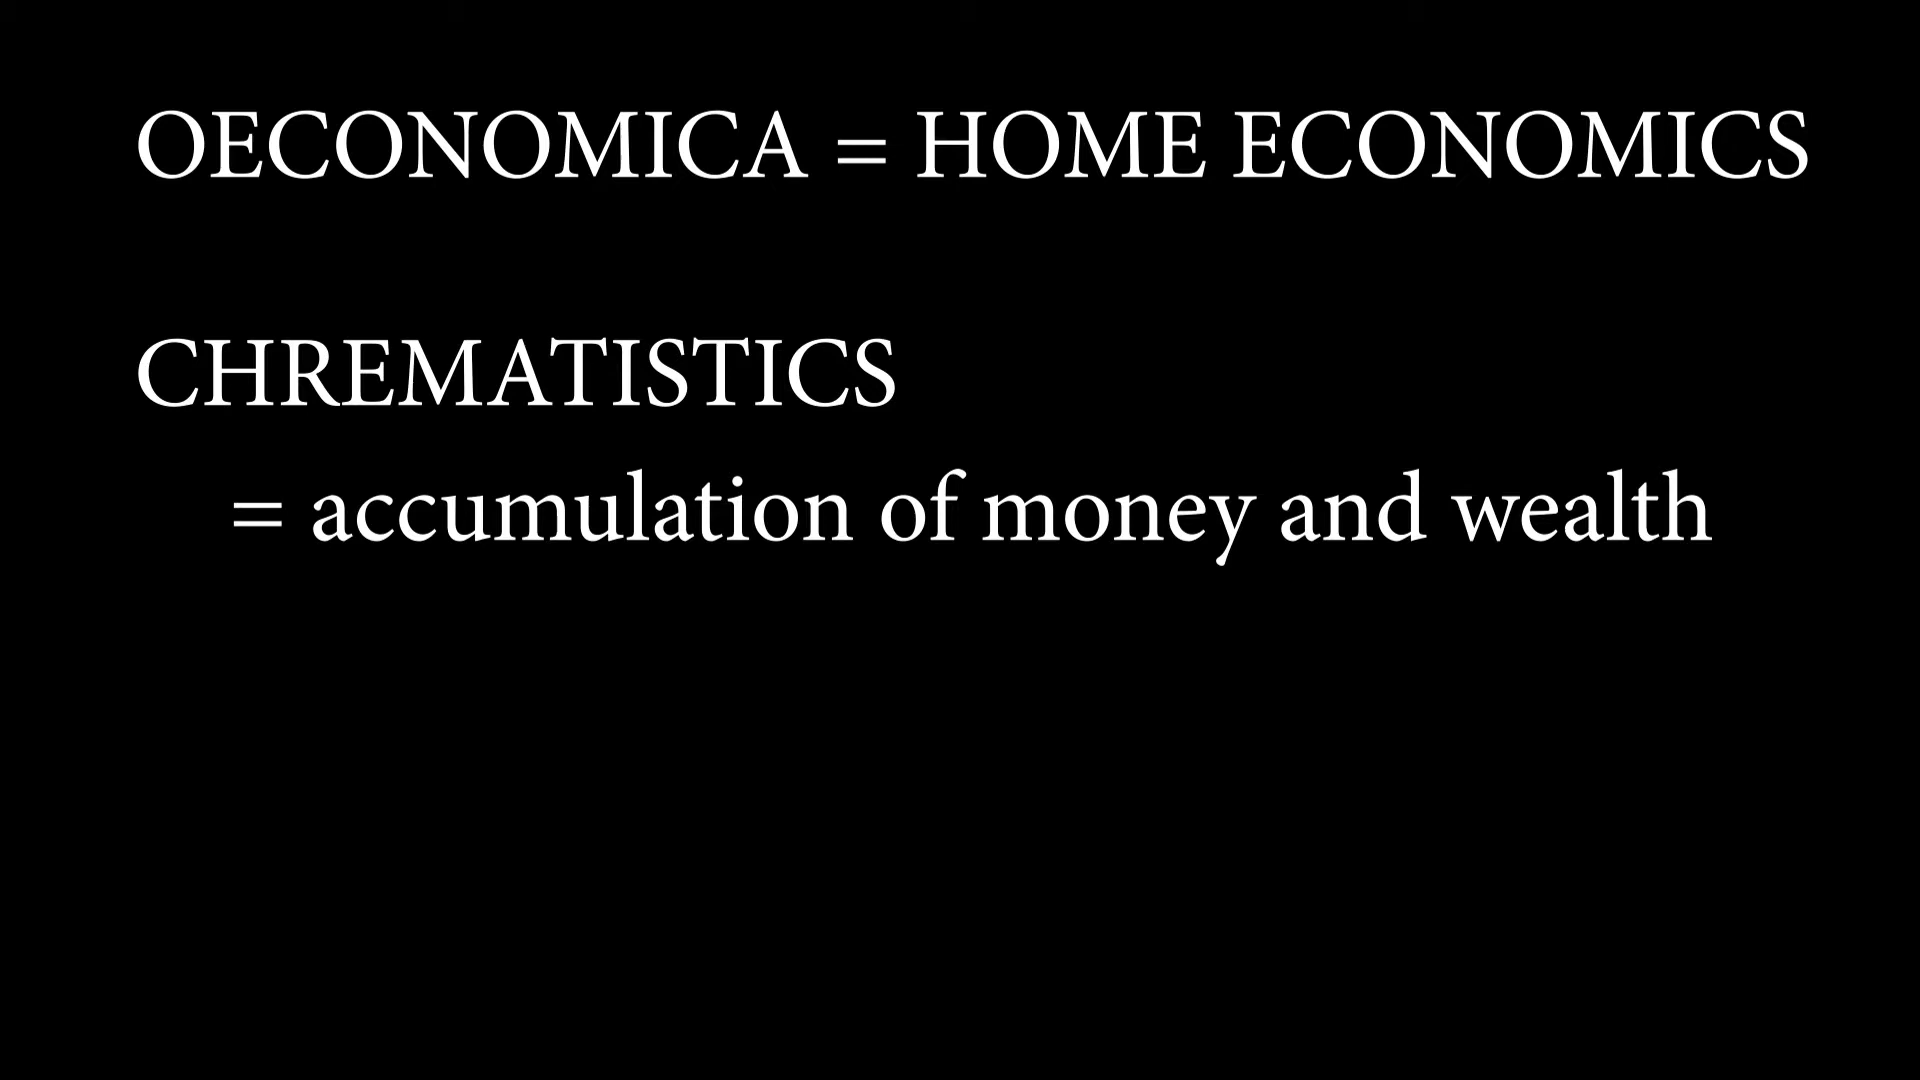 OECONOMICA = HOME ECONOMICS
CHREMATISTICS
= accumulation of money and wealth